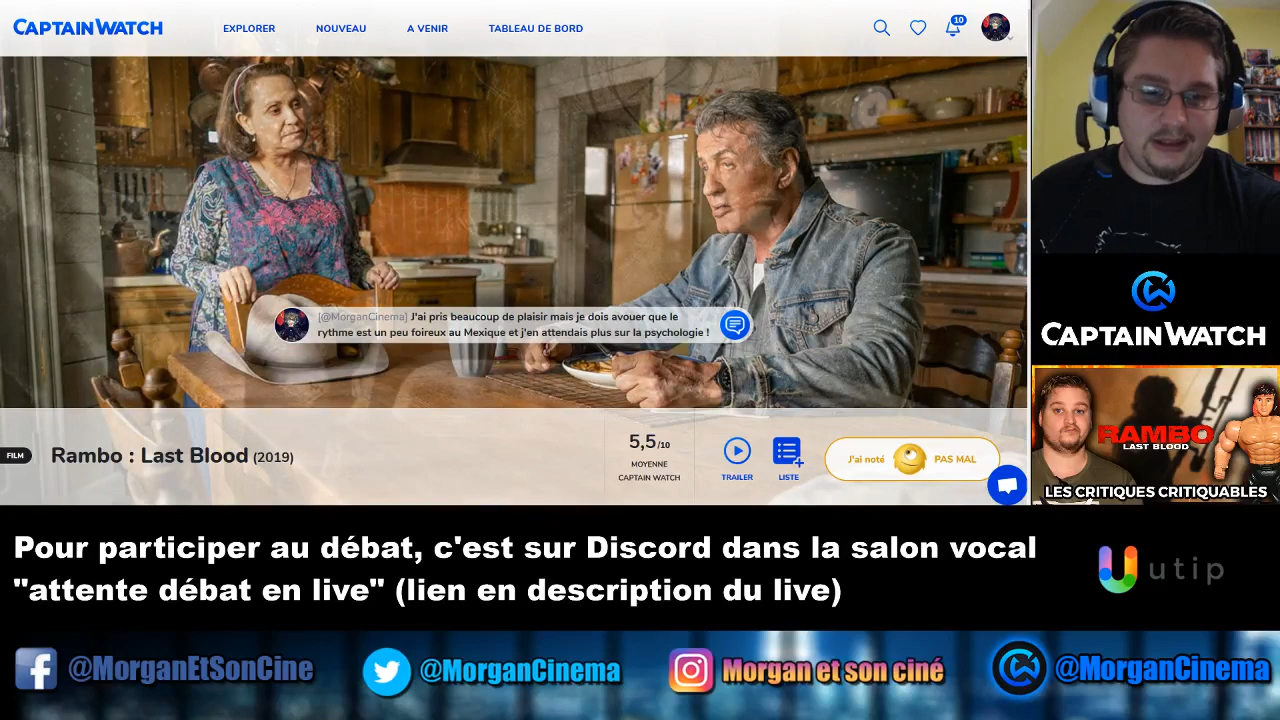 CAPTAINWATCH
EXPLORER
NOUVEAU
A VENIR
TABLEAU DE BORD
10
[@MorganCinema] J'ai pris beaucoup de plaisir mais je dois avouer que le
rythme est un peu foireux au Mexique et j'en attendais plus sur la psychologie !
FILM
Rambo : Last Blood (2019)
5,5/10
MOYENNE
CAPTAIN WATCH
TRAILER
LISTE
J'ai noté
PAS MAL
CAPTAINWATCH
RAMBO
LAST BLOOD
LES CRITIQUES CRITIQUABLES
Pour participer au débat, c'est sur Discord dans la salon vocal
"attente débat en live" (lien en description du live)
utip
@MorganEtSonCine
@MorganCinema
Morgan et son ciné
@MorganCinema